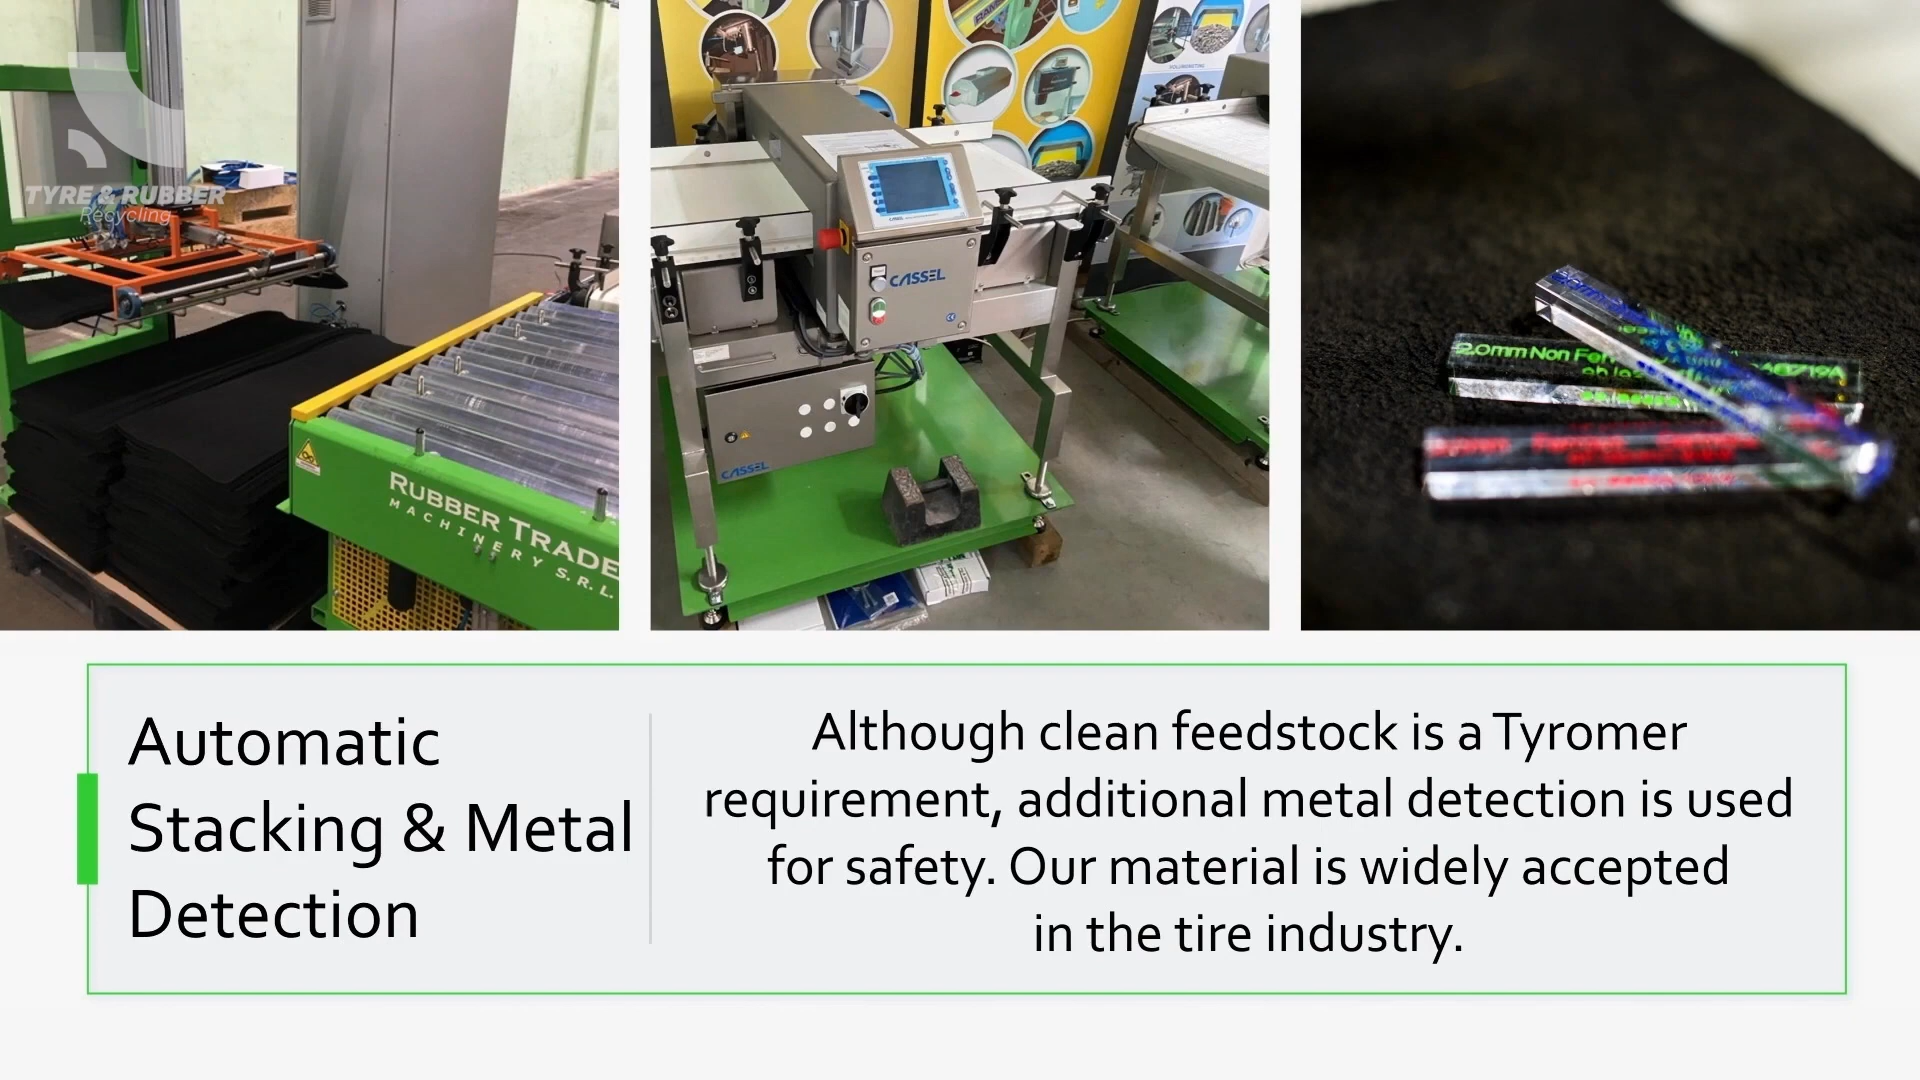 TYRE & RUBBER
Recycling
RUBBER TRADE
MACHINERY S.R.L.
CASSEL
CASSEL
2.0mm Non Fer
Automatic
Stacking & Metal
Detection
Although clean feedstock is a Tyromer
requirement, additional metal detection is used
for safety. Our material is widely accepted
in the tire industry.